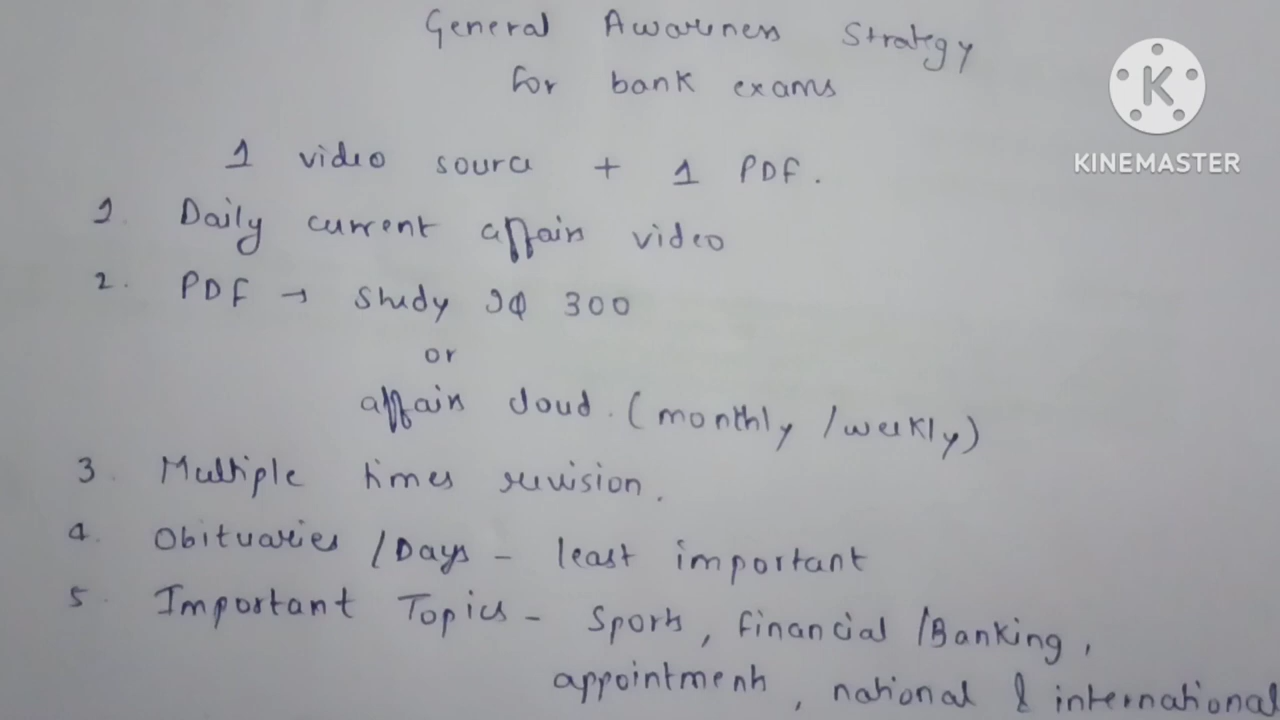 General Awareness Strategy
For bank exams
K
KINEMASTER
1 video source + 1 PDF.
1. Daily current affairs video
2. PDF → Study IQ 300
or
affairs cloud. (monthly /weekly)
3. Multiple times revision.
4. Obituaries /Days - least important
5. Important Topics - Sports, financial /Banking,
appointments, national & international